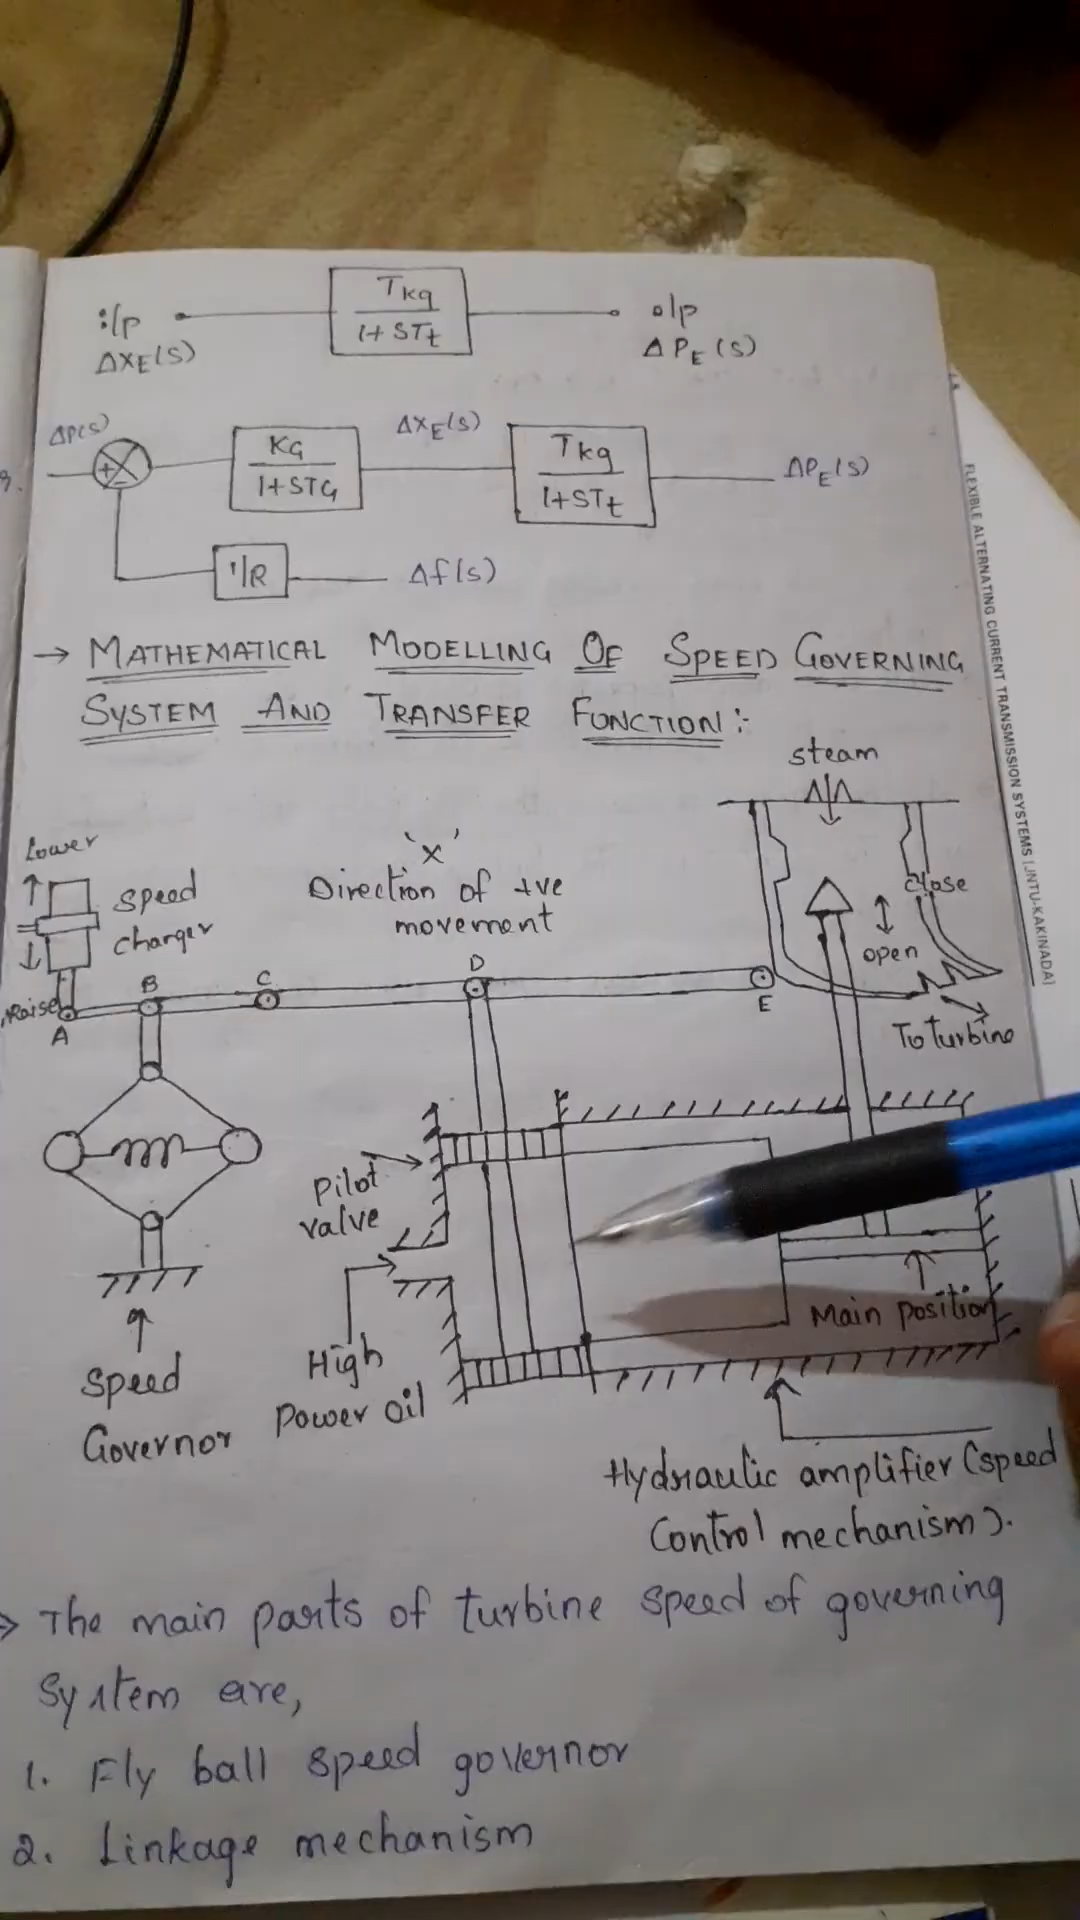 Tkg
1+STt
i/p
ΔXE(S)
o/p
ΔPE(S)
ΔP(S)
+
-
KG
1+STG
ΔXE(S)
Tkg
1+STt
ΔPE(S)
1/R
Δf(S)
→ MATHEMATICAL MODELLING OF SPEED GOVERNING
SYSTEM AND TRANSFER FUNCTION:-
steam
Lower
speed
charger
Raise
'x'
Direction of +ve
movement
close
open
To turbine
A
B
C
D
E
Pilot
valve
High
Power oil
Main position
Speed
Governor
Hydraulic amplifier (speed
Control mechanism).
> The main parts of turbine speed of governing
System are,
1. Fly ball speed governor
2. Linkage mechanism
FLEXIBLE ALTERNATING CURRENT TRANSMISSION SYSTEMS (JNTU-KAKINADA)